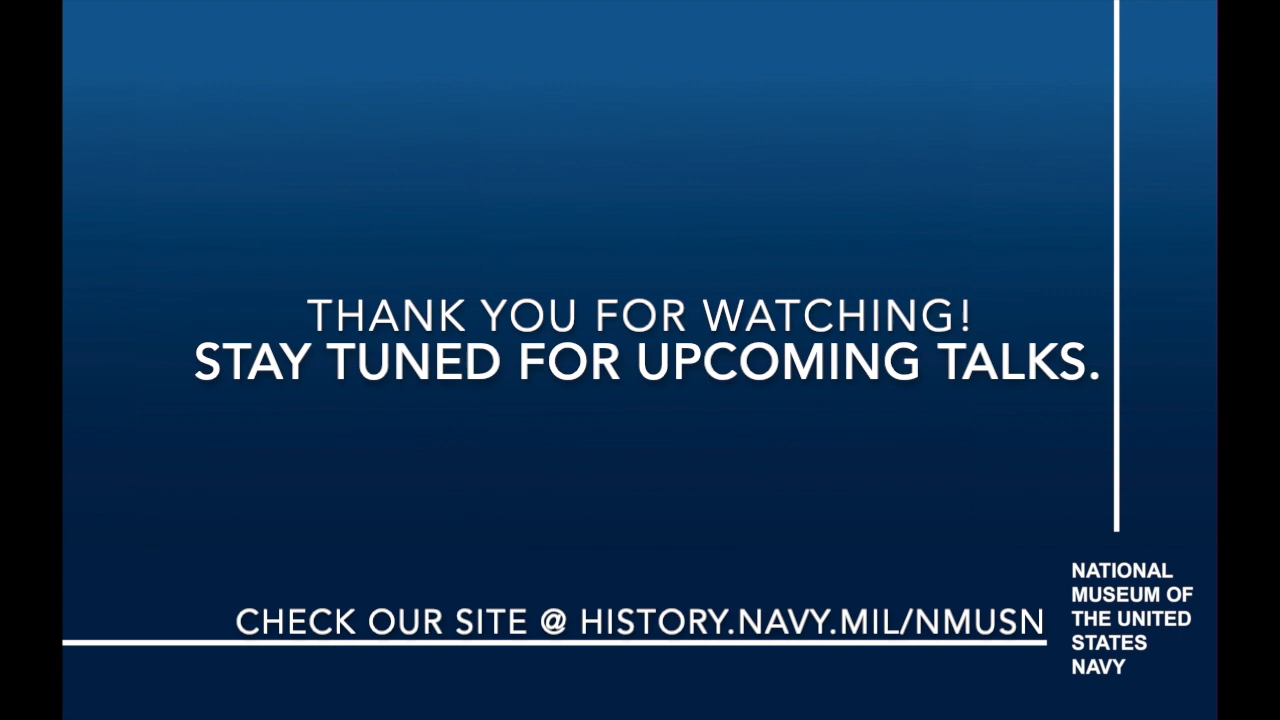 THANK YOU FOR WATCHING!
STAY TUNED FOR UPCOMING TALKS.
CHECK OUR SITE @ HISTORY.NAVY.MIL/NMUSN
NATIONAL
MUSEUM OF
THE UNITED
STATES
NAVY